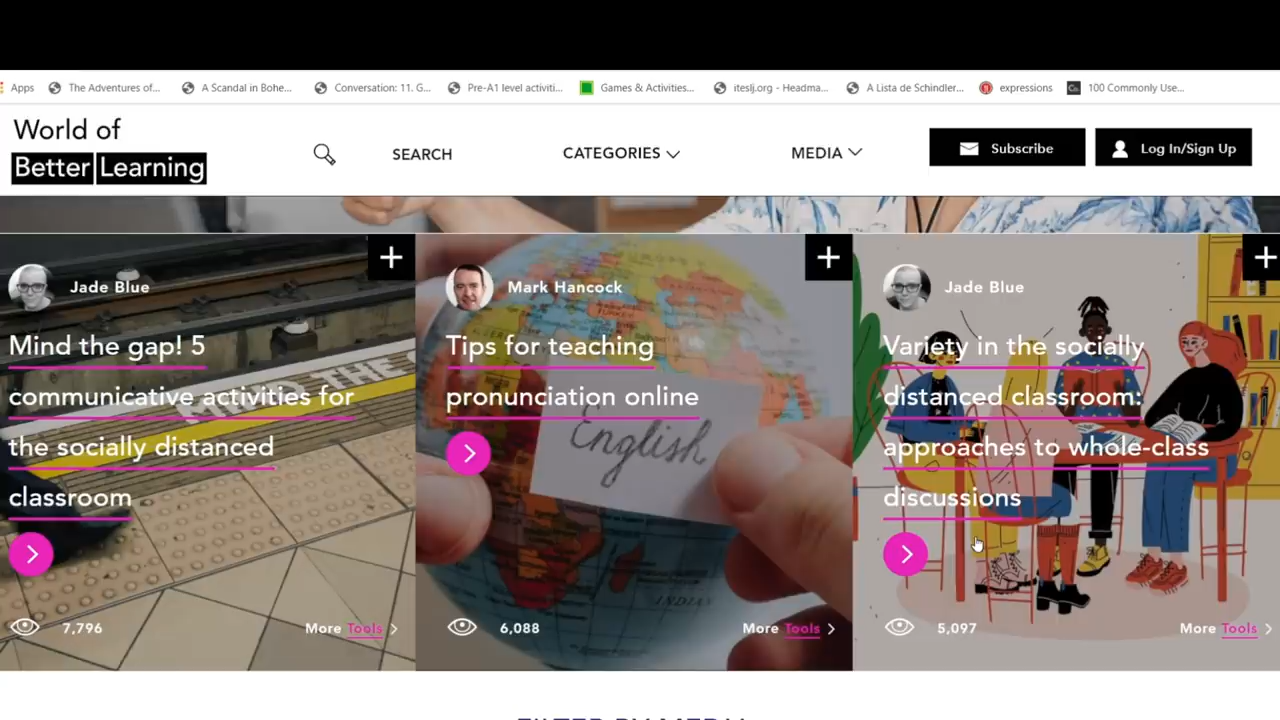 Apps The Adventures of... A Scandal in Bohe... Conversation: 11. G... Pre-A1 level activiti... Games & Activities... iteslj.org - Headma... A Lista de Schindler... expressions 100 Commonly Use...
World of
Better Learning
SEARCH CATEGORIES MEDIA Subscribe Log In/Sign Up
Jade Blue
Mind the gap! 5
communicative activities for
the socially distanced
classroom
7,796 More Tools
Mark Hancock
Tips for teaching
pronunciation online
English
6,088 More Tools
Jade Blue
Variety in the socially
distanced classroom:
approaches to whole-class
discussions
5,097 More Tools